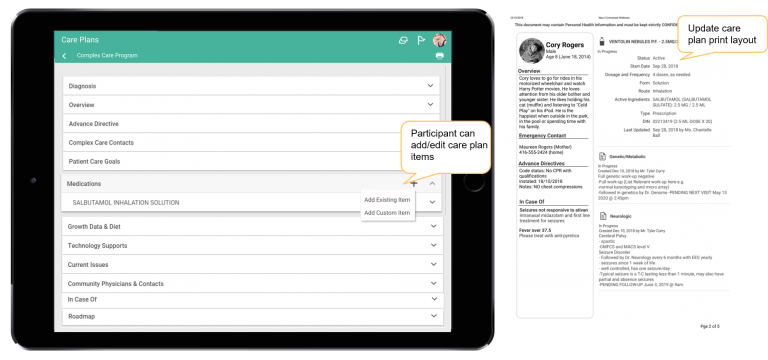 Care Plans
Complex Care Program
Diagnosis
Overview
Advance Directive
Complex Care Contacts
Patient Care Goals
Medications
SALBUTAMOL INHALATION SOLUTION
Add Existing Item
Add Custom Item
Growth Data & Diet
Technology Supports
Current Issues
Community Physicians & Contacts
In Case Of
Roadmap
Participant can
add/edit care plan
items
This document may contain Personal Health Information and must be kept strictly CONFIDE
Cory Rogers
Male
Age 8 (June 18, 2014)
Overview
Cory loves to go for rides in his
motorized wheelchair and watch
Harry Potter movies. He loves
attention from his older bother and
younger sister. He likes holding his
cat (muffin) and listening to "Cold
Play" on his iPod. He is the
happiest when outside in the park,
in the pool or spending time with
his family.
Emergency Contact
Maureen Rogers (Mother)
416-555-2424 (home)
Advance Directives
Code status: No CPR with
qualifications
Instated: 18/10/2018
Notes: NO chest compressions
In Case Of
Seizures not responsive to ativan
Intranasal midazolam and first line
treatment for seizures
Fever over 37.5
Please treat with anti-pyretics
VENTOLIN NEBULES P.F. - 2.5MG
In Progress
Status Active
Start Date Sep 28, 2018
Dosage and Frequency 4 doses, as needed
Form Solution
Route Inhalation
Active Ingredients SALBUTAMOL (SALBUTAMOL
SULFATE): 2.5 MG / 2.5 ML
Type Prescription
DIN 02213419 (2.5 ML DOSE X 20)
Last Updated Sep 28, 2018 by Ms. Chantelle
Ball
Genetic/Metabolic
In Progress
Created Dec 10, 2018 by Mr. Tyler Gurry
Full genetic work-up negative
-Full work-up (List Relevant work-up here e.g.
normal karyotyping and micro array)
-followed in genetics by Dr. Genome -PENDING NEXT VISIT May 13
2020 @ 2:45pm
Neurologic
In Progress
Created Dec 10, 2018 by Mr. Tyler Gurry
Cerebral Palsy
- spastic
-GMFCS and MACS level V
Seizure Disorder
- Followed by Dr. Neurology every 6 months with EEG yearly
- seizures since 1 week of life
- well controlled, has one seizure/day
-Typical seizure is a T-C lasting less than 1 minute, may also have
partial and absence seizures
-PENDING FOLLOW-UP June 3, 2019 @ 9am
Pge 2 of 5
Update care
plan print layout